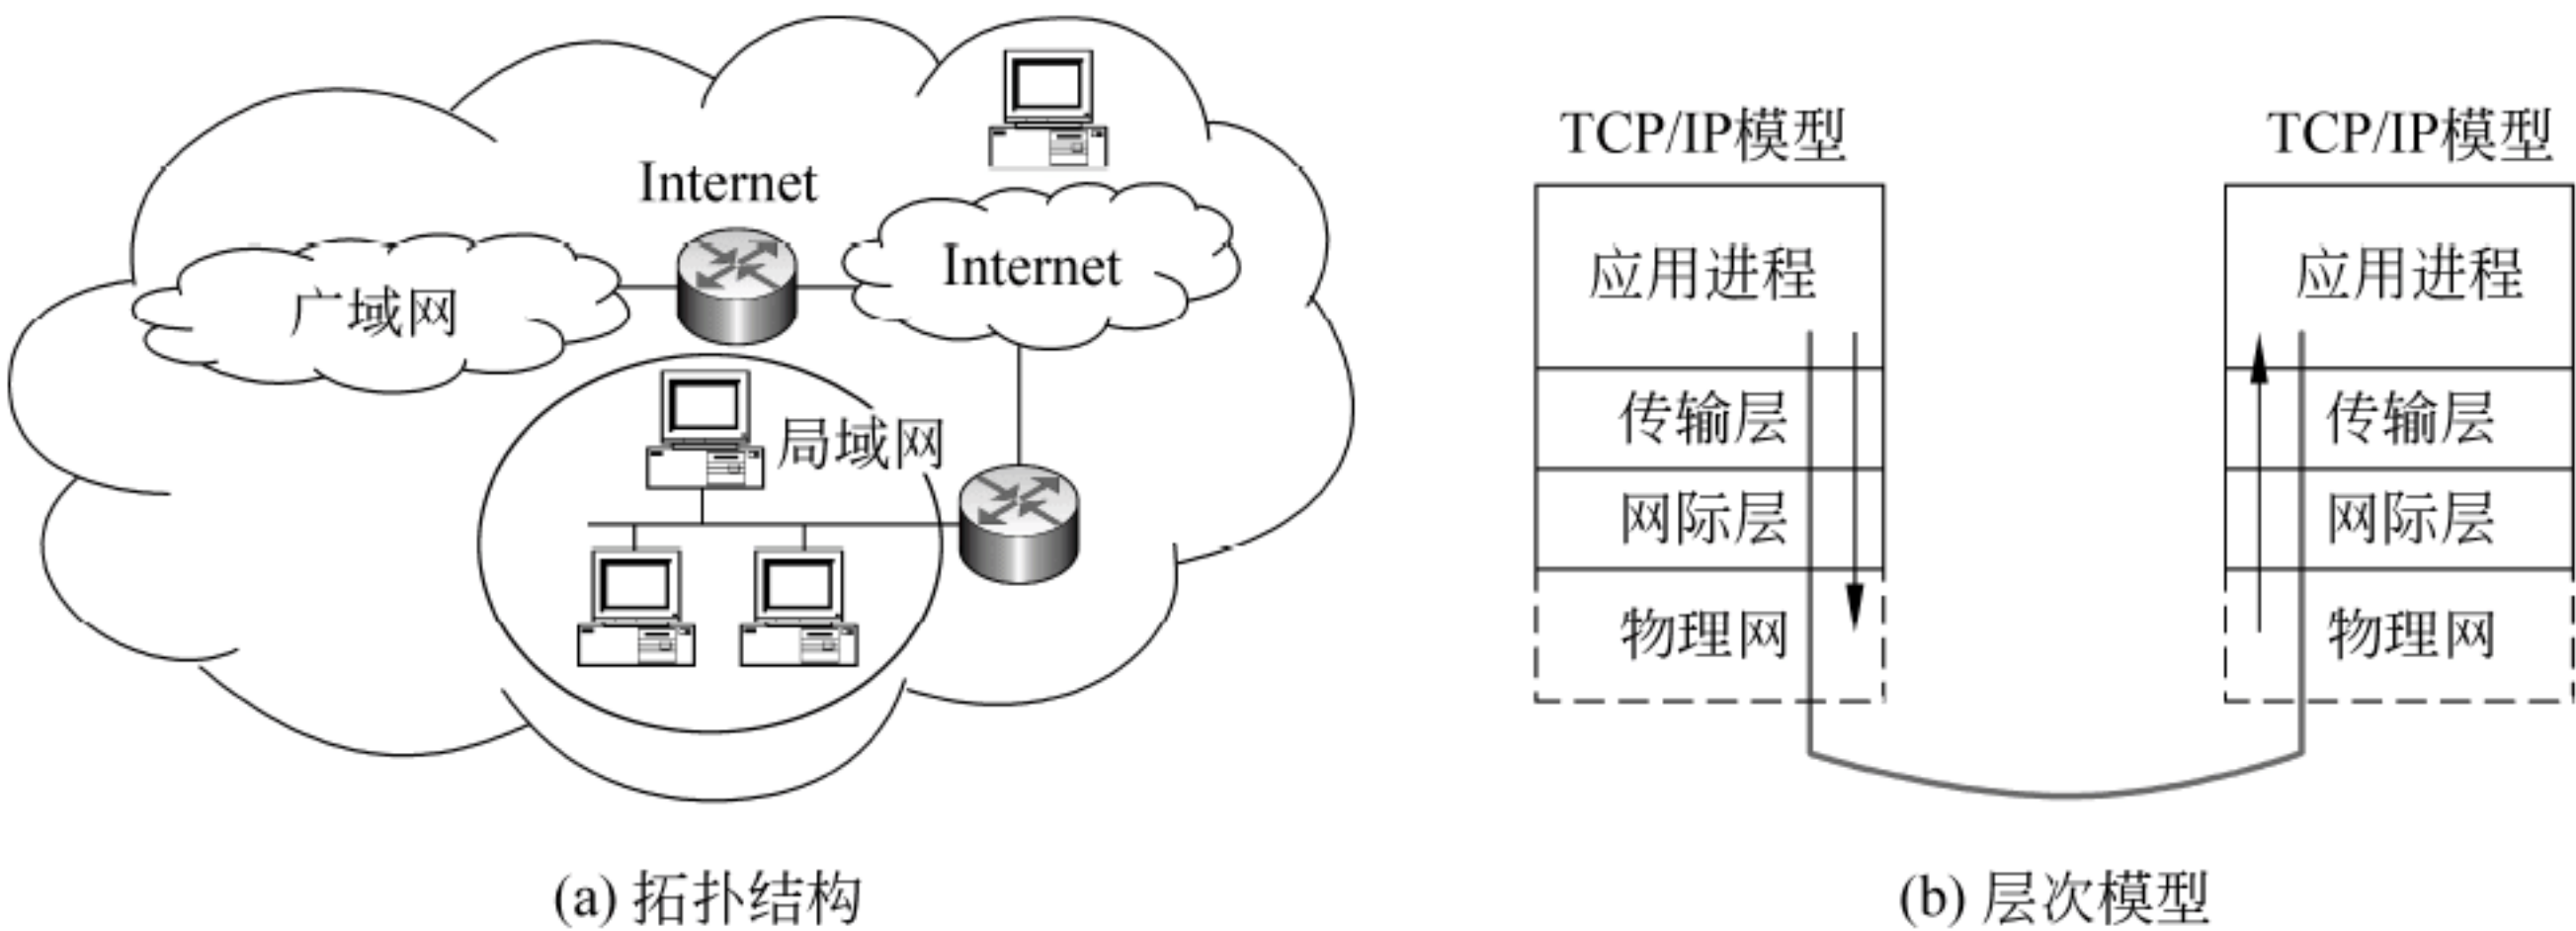 Internet
Internet
广域网
局域网
(a) 拓扑结构
TCP/IP模型
应用进程
传输层
网际层
物理网
TCP/IP模型
应用进程
传输层
网际层
物理网
(b) 层次模型